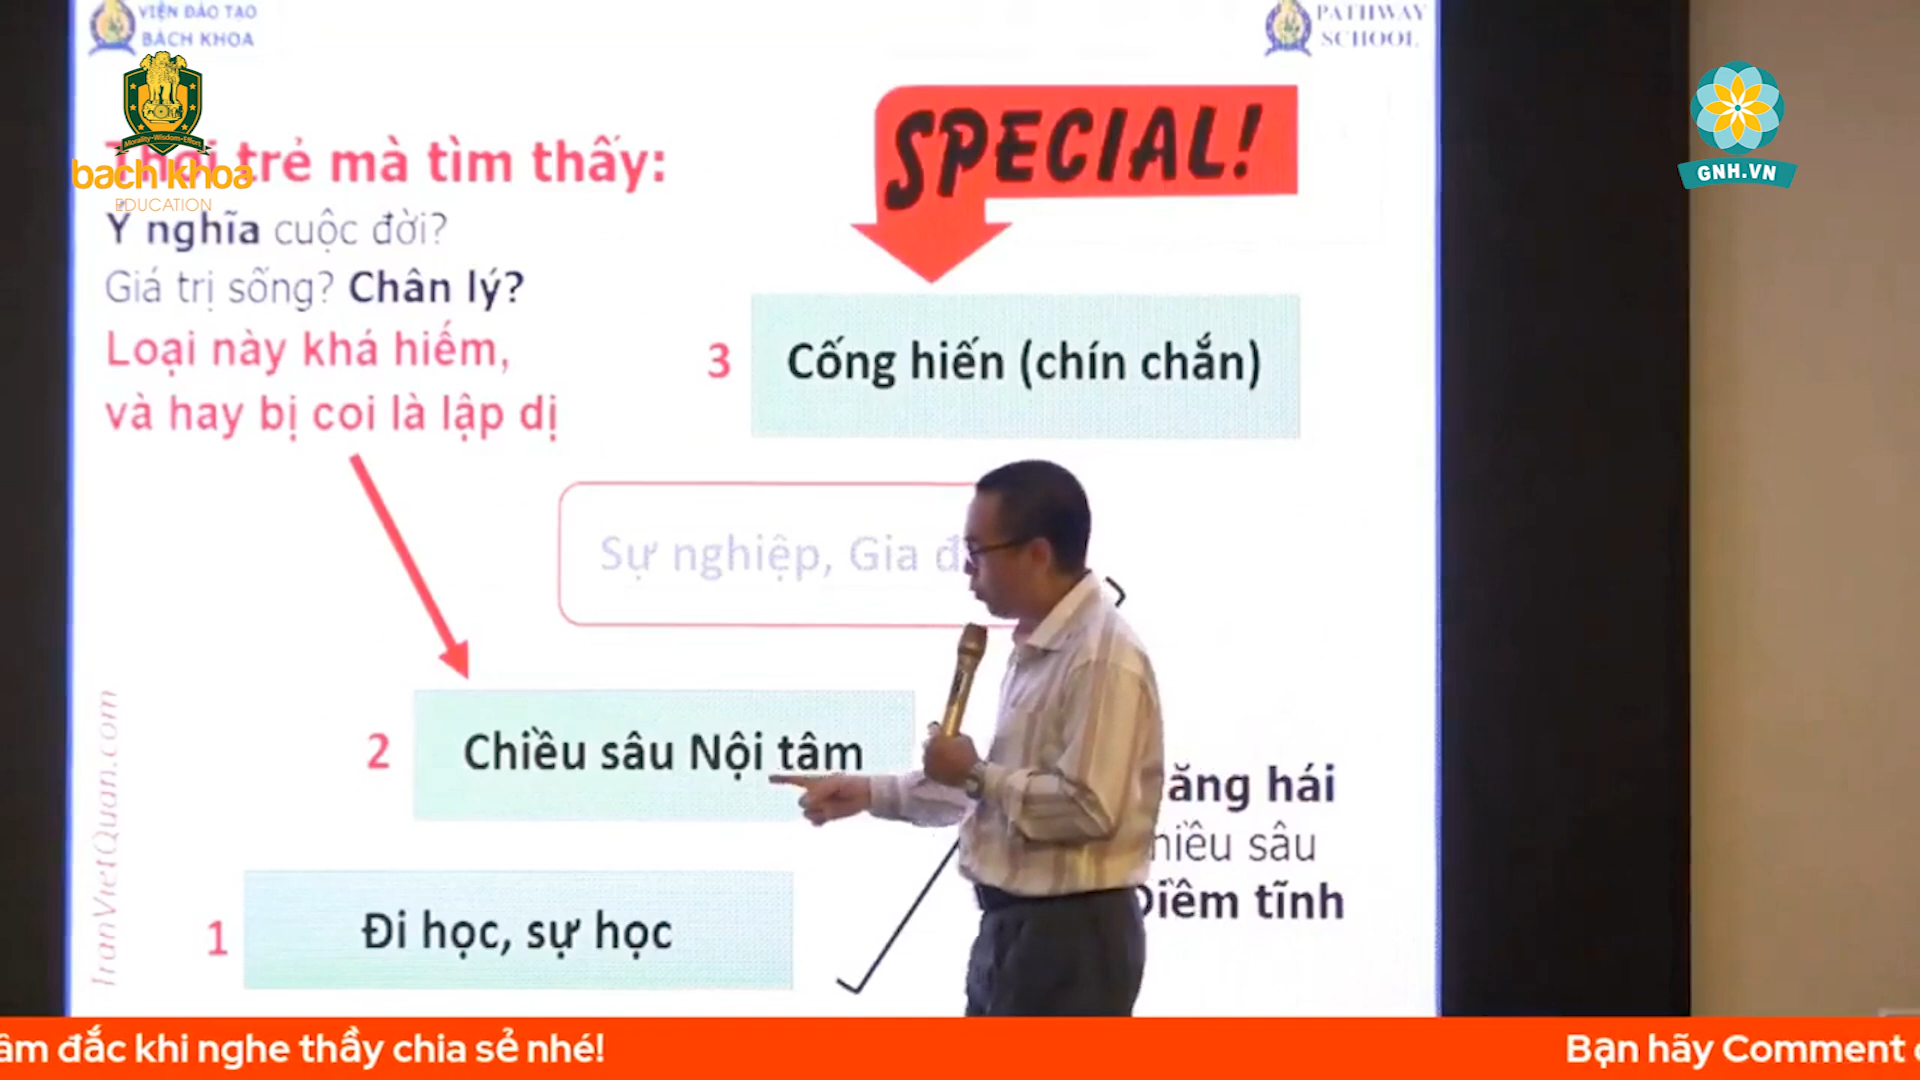 VIỆN ĐÀO TẠO
BÁCH KHOA
PATHWAY
SCHOOL
bach khoa
EDUCATION
GNH.VN
SPECIAL!
trẻ mà tìm thấy:
Ý nghĩa cuộc đời?
Giá trị sống? Chân lý?
Loại này khá hiếm,
và hay bị coi là lập dị
3 Cống hiến (chín chắn)
Sự nghiệp, Gia
2 Chiều sâu Nội tâm
ăng hái
hiều sâu
Điềm tĩnh
1 Đi học, sự học
TranVietQuan.com
âm đắc khi nghe thầy chia sẻ nhé!
Bạn hãy Comment